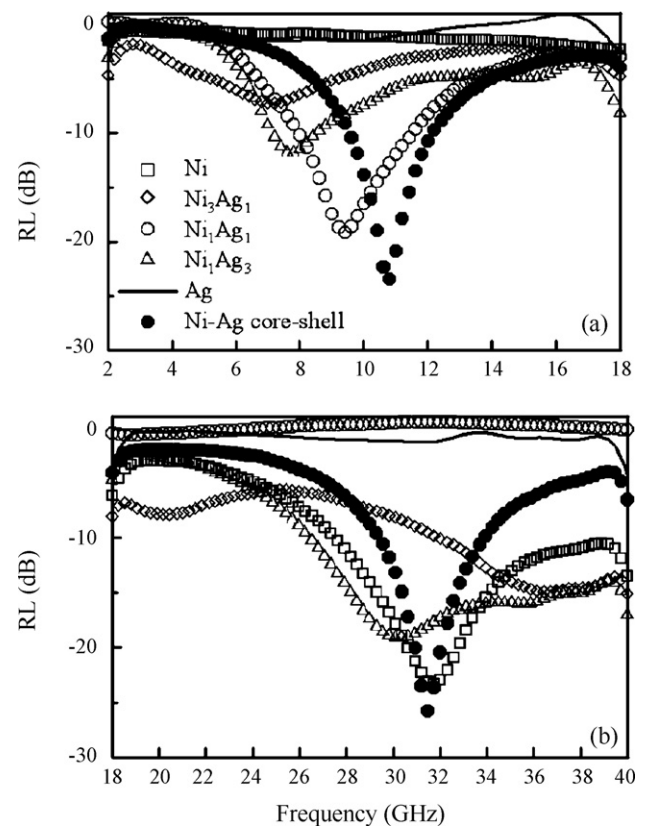 0
-10
-20
-30
RL (dB)
Ni
Ni₃Ag₁
Ni₁Ag₁
Ni₁Ag₃
Ag
Ni-Ag core-shell
(a)
2 4 6 8 10 12 14 16 18
0
-10
-20
-30
RL (dB)
(b)
18 20 22 24 26 28 30 32 34 36 38 40
Frequency (GHz)